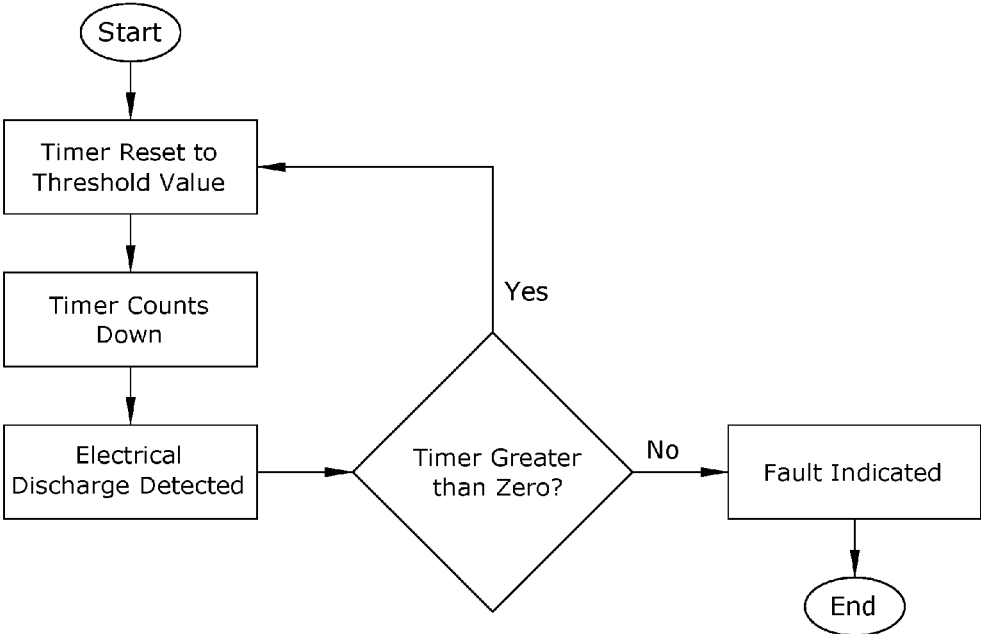 Start
Timer Reset to
Threshold Value
Timer Counts
Down
Yes
Electrical
Discharge Detected
Timer Greater
than Zero?
No
Fault Indicated
End